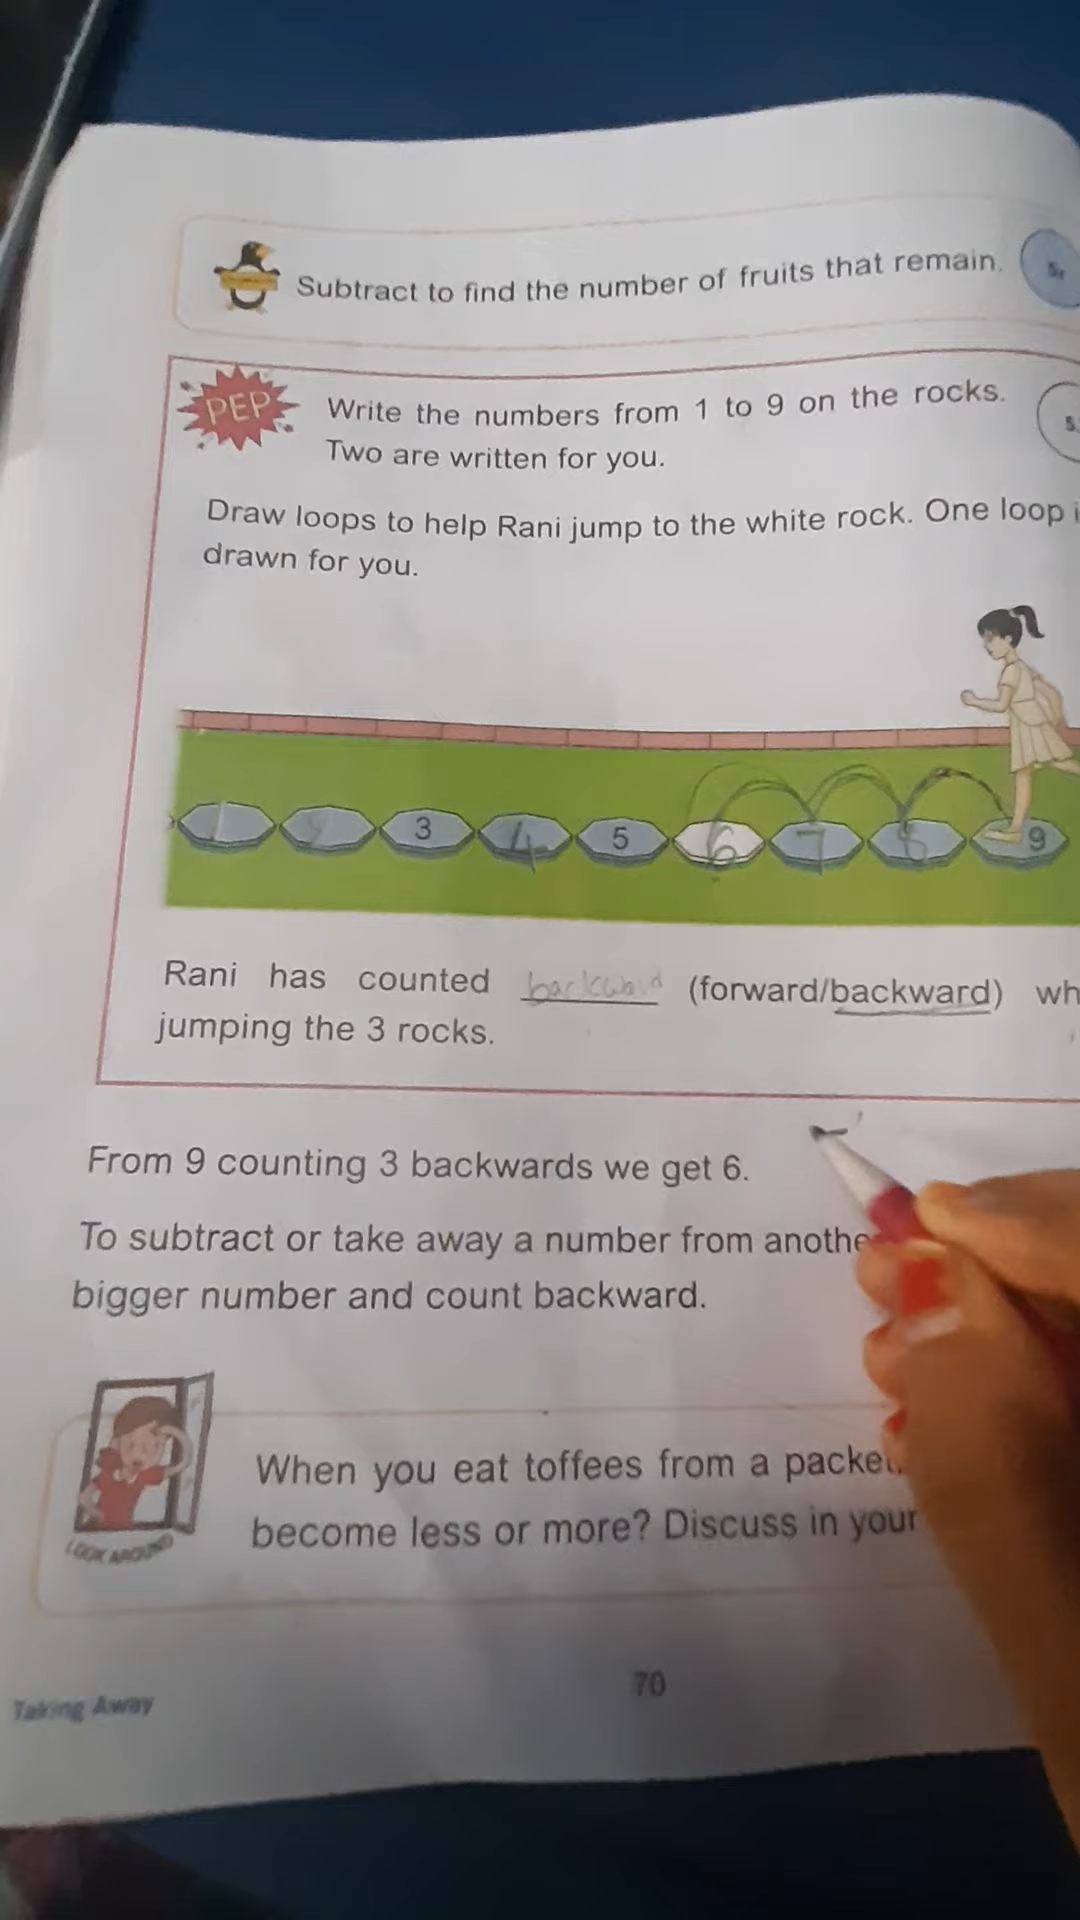 Subtract to find the number of fruits that remain.
PEP
Write the numbers from 1 to 9 on the rocks.
Two are written for you.
Draw loops to help Rani jump to the white rock. One loop i
drawn for you.
1 3 4 5 6 7 8 9
Rani has counted backward (forward/backward) wh
jumping the 3 rocks.
From 9 counting 3 backwards we get 6.
To subtract or take away a number from anothe
bigger number and count backward.
When you eat toffees from a packet,
become less or more? Discuss in your
LOOK AROUND
70
Taking Away